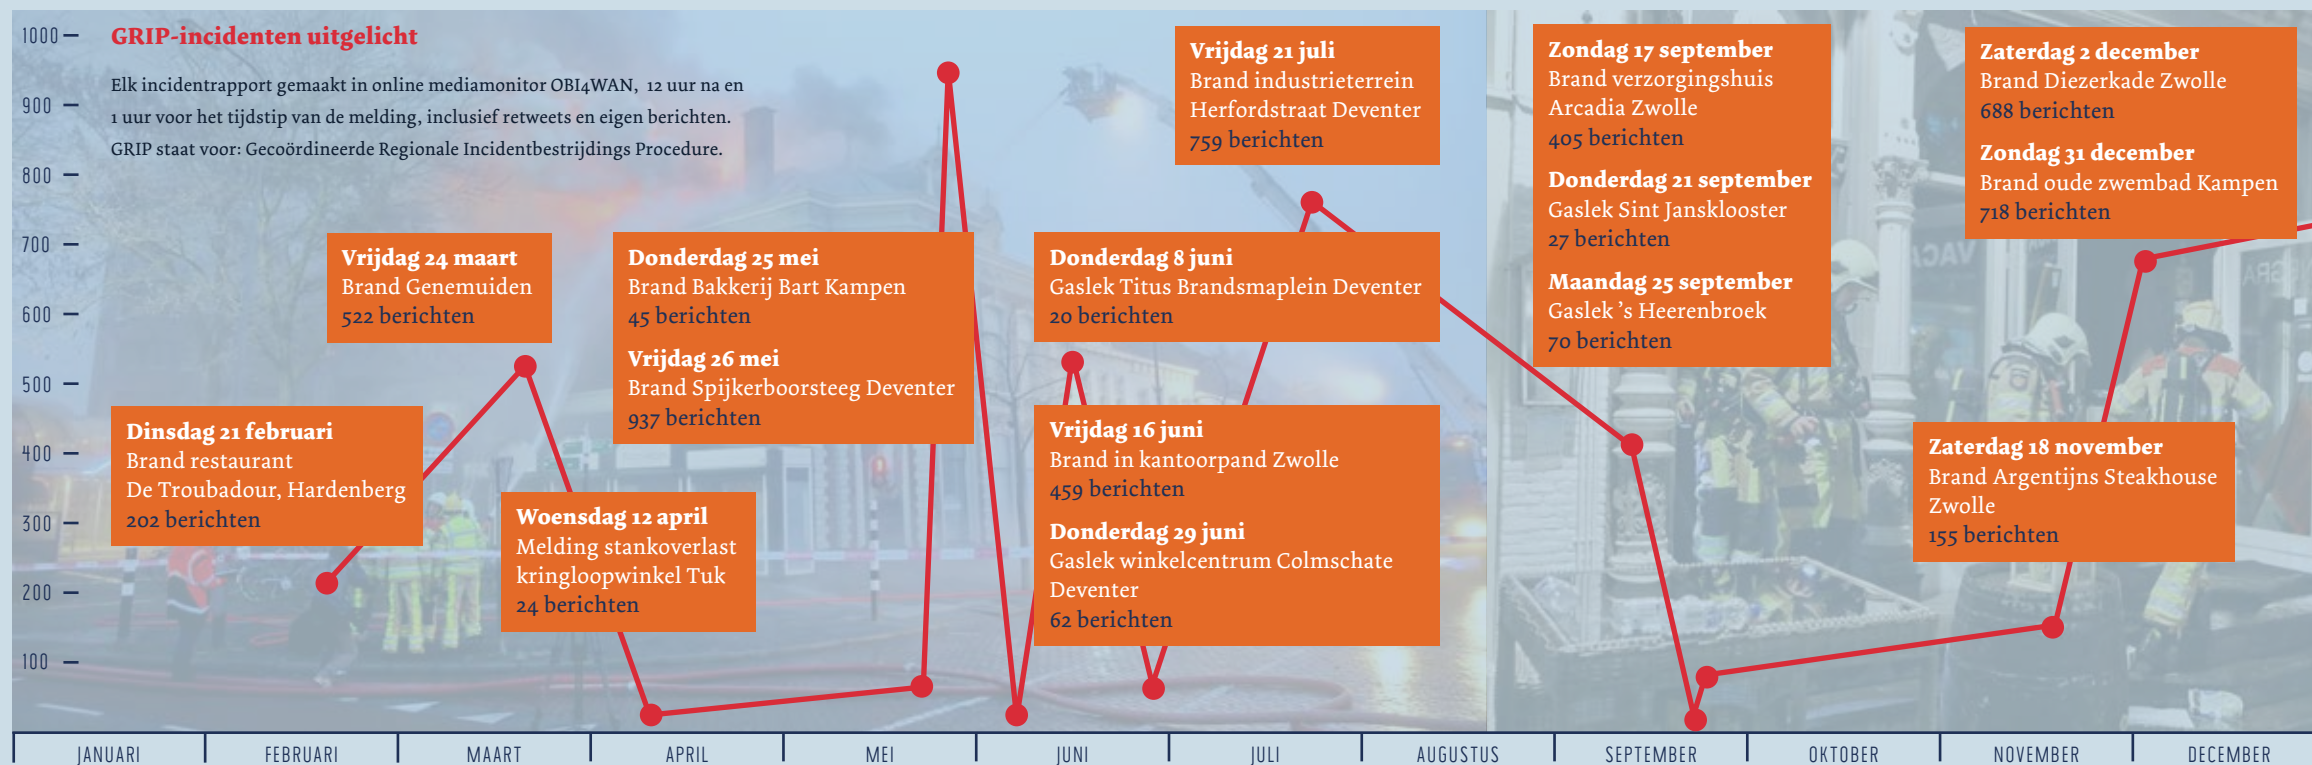 GRIP-incidenten uitgelicht
Elk incidentrapport gemaakt in online mediamonitor OBI4WAN, 12 uur na en
1 uur voor het tijdstip van de melding, inclusief retweets en eigen berichten.
GRIP staat voor: Gecoördineerde Regionale Incidentbestrijdings Procedure.
1000
900
800
700
600
500
400
300
200
100
Dinsdag 21 februari
Brand restaurant
De Troubadour, Hardenberg
202 berichten
Vrijdag 24 maart
Brand Genemuiden
522 berichten
Woensdag 12 april
Melding stankoverlast
kringloopwinkel Tuk
24 berichten
Donderdag 25 mei
Brand Bakkerij Bart Kampen
45 berichten
Vrijdag 26 mei
Brand Spijkerboorsteeg Deventer
937 berichten
Donderdag 8 juni
Gaslek Titus Brandsmaplein Deventer
20 berichten
Vrijdag 16 juni
Brand in kantoorpand Zwolle
459 berichten
Donderdag 29 juni
Gaslek winkelcentrum Colmschate
Deventer
62 berichten
Vrijdag 21 juli
Brand industrieterrein
Herfordstraat Deventer
759 berichten
Zondag 17 september
Brand verzorgingshuis
Arcadia Zwolle
405 berichten
Donderdag 21 september
Gaslek Sint Jansklooster
27 berichten
Maandag 25 september
Gaslek ’s Heerenbroek
70 berichten
Zaterdag 18 november
Brand Argentijns Steakhouse
Zwolle
155 berichten
Zaterdag 2 december
Brand Diezerkade Zwolle
688 berichten
Zondag 31 december
Brand oude zwembad Kampen
718 berichten
JANUARI
FEBRUARI
MAART
APRIL
MEI
JUNI
JULI
AUGUSTUS
SEPTEMBER
OKTOBER
NOVEMBER
DECEMBER